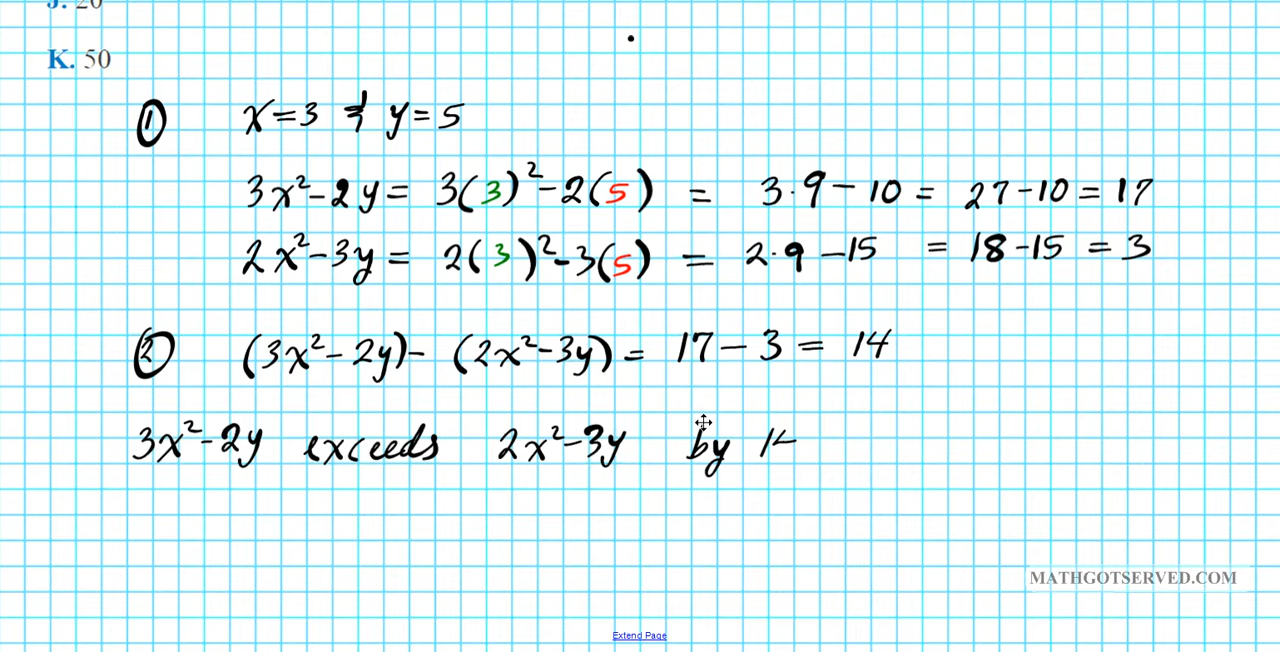 J. 20
K. 50
① x=3 & y=5
3x²-2y = 3(3)²-2(5) = 3·9-10 = 27-10 = 17
2x²-3y = 2(3)²-3(5) = 2·9-15 = 18-15 = 3
② (3x²-2y)-(2x²-3y) = 17-3 = 14
3x²-2y exceeds 2x²-3y by
MATHGOTSERVED.COM
Extend Page